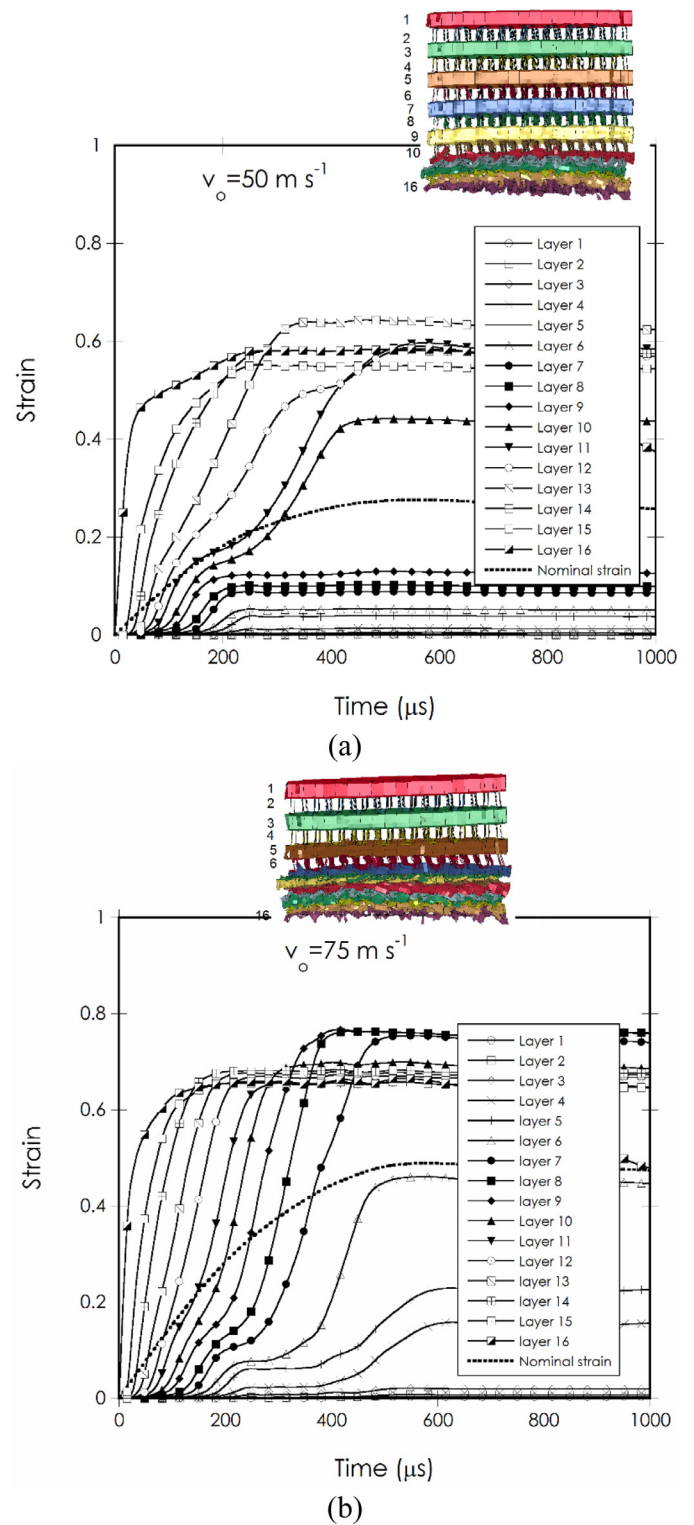 1
2
3
4
5
6
7
8
9
10
16
v₀=50 m s⁻¹
1
0.8
0.6
0.4
0.2
0
Strain
Layer 1
Layer 2
Layer 3
Layer 4
Layer 5
Layer 6
Layer 7
Layer 8
Layer 9
Layer 10
Layer 11
Layer 12
Layer 13
Layer 14
Layer 15
Layer 16
Nominal strain
0 200 400 600 800 1000
Time (μs)
(a)
1
2
3
4
5
6
16
v₀=75 m s⁻¹
1
0.8
0.6
0.4
0.2
0
Strain
Layer 1
Layer 2
Layer 3
Layer 4
layer 5
layer 6
layer 7
layer 8
layer 9
Layer 10
Layer 11
Layer 12
layer 13
layer 14
Layer 15
layer 16
Nominal strain
0 200 400 600 800 1000
Time (μs)
(b)